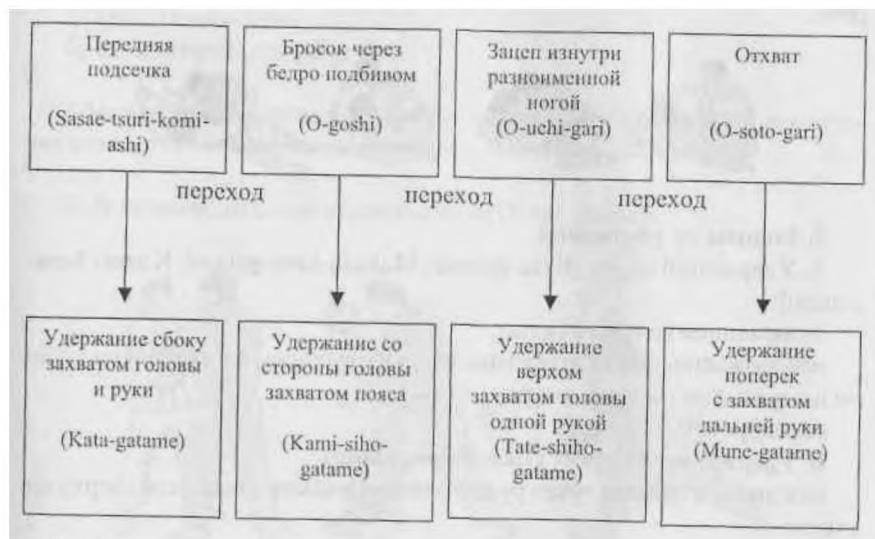 Передняя
подсечка
(Sasae-tsuri-komi-
ashi)
Бросок через
бедро подбивом
(O-goshi)
Зацеп изнутри
разноименной
ногой
(O-uchi-gari)
Отхват
(O-soto-gari)
переход
переход
переход
Удержание сбоку
захватом головы
и руки
(Kata-gatame)
Удержание со
стороны головы
захватом пояса
(Kami-siho-
gatame)
Удержание
верхом
захватом головы
одной рукой
(Tate-shiho-
gatame)
Удержание
поперек
с захватом
дальней руки
(Mune-gatame)